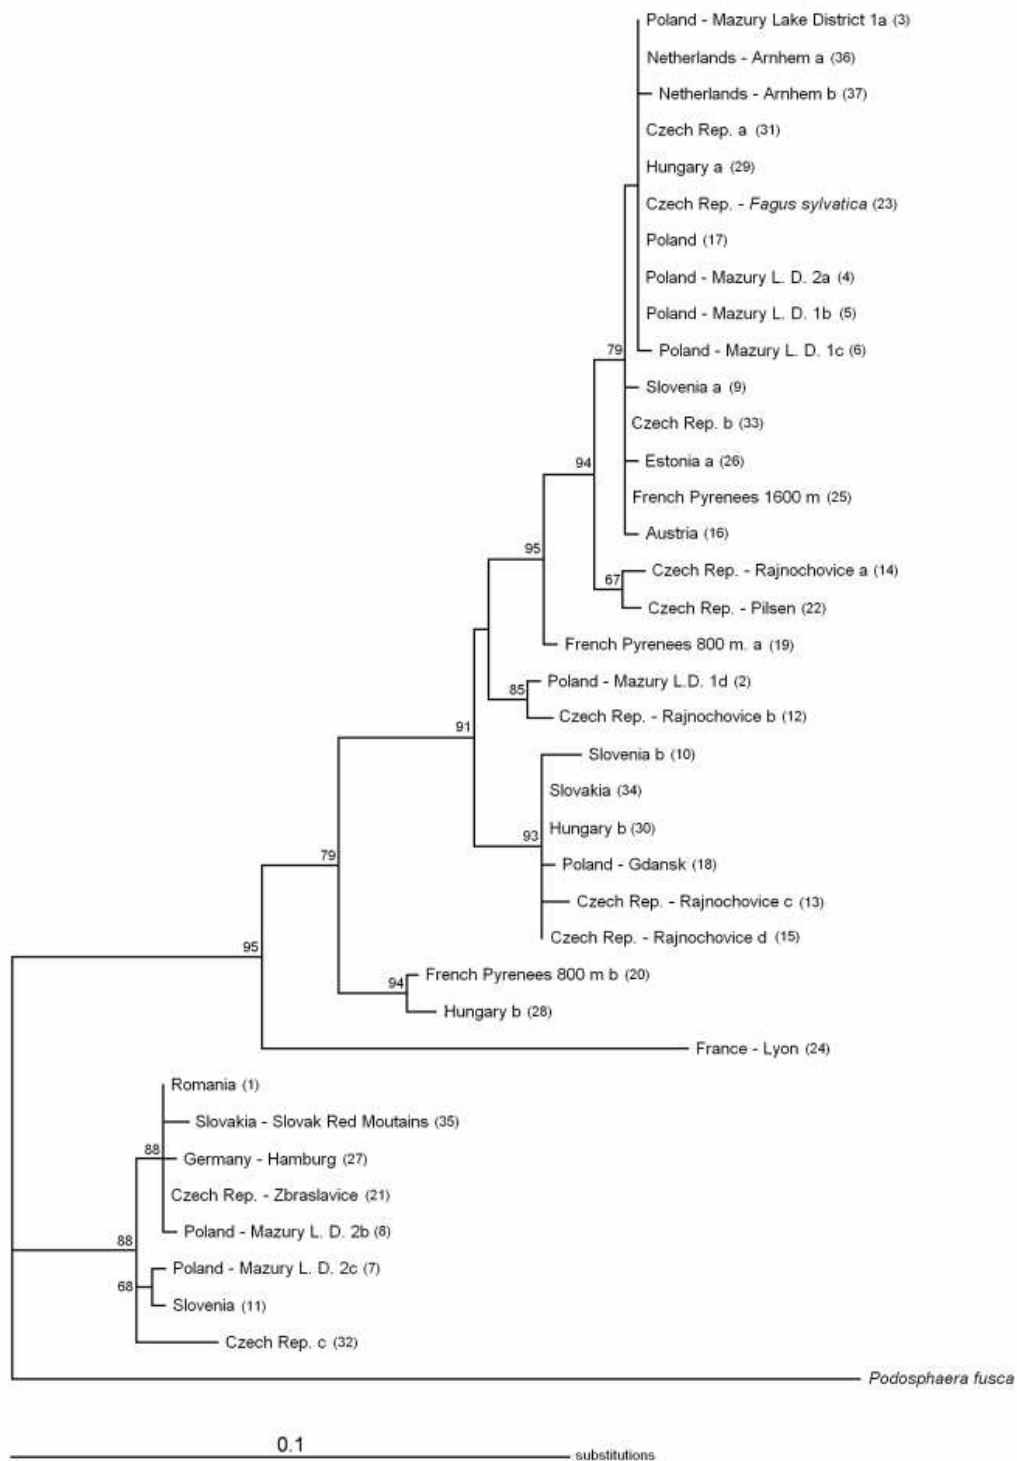 Poland - Mazury Lake District 1a (3)
Netherlands - Arnhem a (36)
Netherlands - Arnhem b (37)
Czech Rep. a (31)
Hungary a (29)
Czech Rep. - Fagus sylvatica (23)
Poland (17)
Poland - Mazury L. D. 2a (4)
Poland - Mazury L. D. 1b (5)
79
Poland - Mazury L. D. 1c (6)
Slovenia a (9)
Czech Rep. b (33)
94
Estonia a (26)
French Pyrenees 1600 m (25)
Austria (16)
95
Czech Rep. - Rajnochovice a (14)
67
Czech Rep. - Pilsen (22)
French Pyrenees 800 m. a (19)
Poland - Mazury L.D. 1d (2)
85
Czech Rep. - Rajnochovice b (12)
91
Slovenia b (10)
Slovakia (34)
Hungary b (30)
93
79
Poland - Gdansk (18)
Czech Rep. - Rajnochovice c (13)
Czech Rep. - Rajnochovice d (15)
95
French Pyrenees 800 m b (20)
94
Hungary b (28)
France - Lyon (24)
Romania (1)
Slovakia - Slovak Red Moutains (35)
88
Germany - Hamburg (27)
Czech Rep. - Zbraslavice (21)
Poland - Mazury L. D. 2b (8)
88
Poland - Mazury L. D. 2c (7)
68
Slovenia (11)
Czech Rep. c (32)
Podosphaera fusca
0.1
substitutions